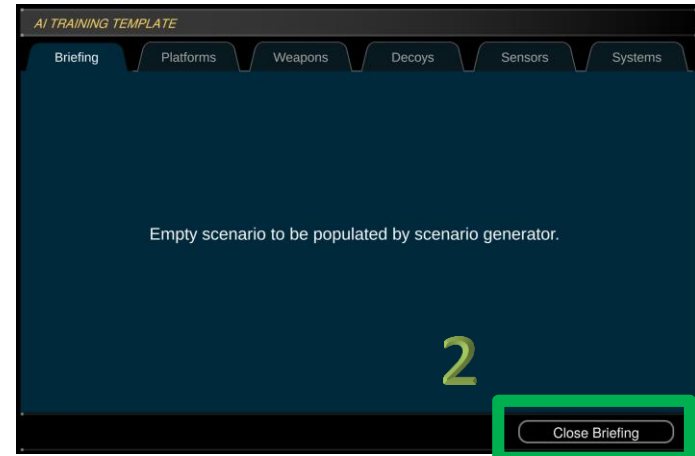 AI TRAINING TEMPLATE
Briefing Platforms Weapons Decoys Sensors Systems
Empty scenario to be populated by scenario generator.
2
Close Briefing